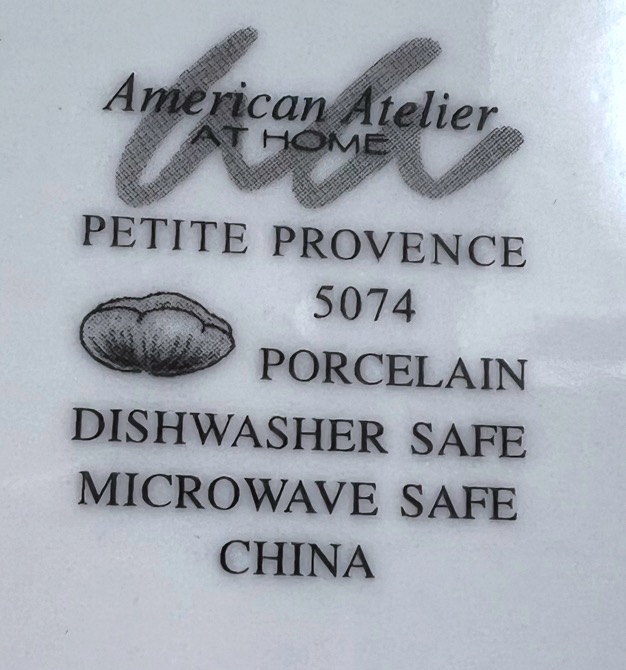 American Atelier
AT HOME
PETITE PROVENCE
5074
PORCELAIN
DISHWASHER SAFE
MICROWAVE SAFE
CHINA